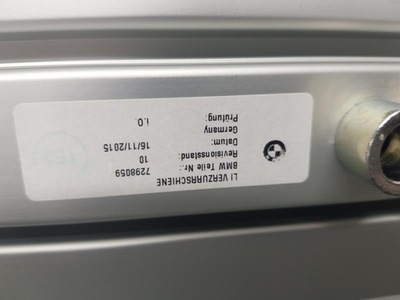 LI VERZURRSCHIENE
BMW Teile Nr.: 7298059
Revisionsstand: 10
Datum: 16/11/2015
Germany
Prüfung: i.O.